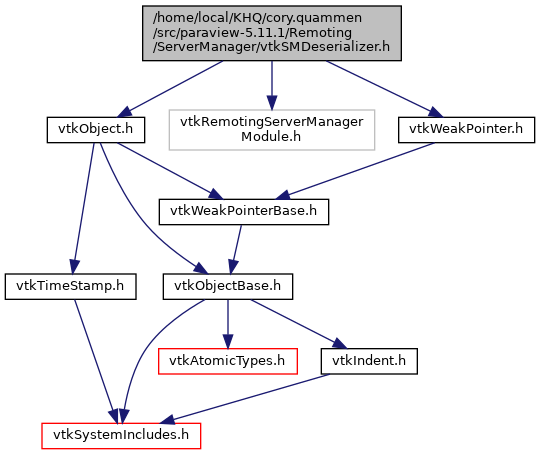 /home/local/KHQ/cory.quammen
/src/paraview-5.11.1/Remoting
/ServerManager/vtkSMDeserializer.h
vtkObject.h
vtkRemotingServerManager
Module.h
vtkWeakPointer.h
vtkWeakPointerBase.h
vtkTimeStamp.h
vtkObjectBase.h
vtkAtomicTypes.h
vtkIndent.h
vtkSystemIncludes.h